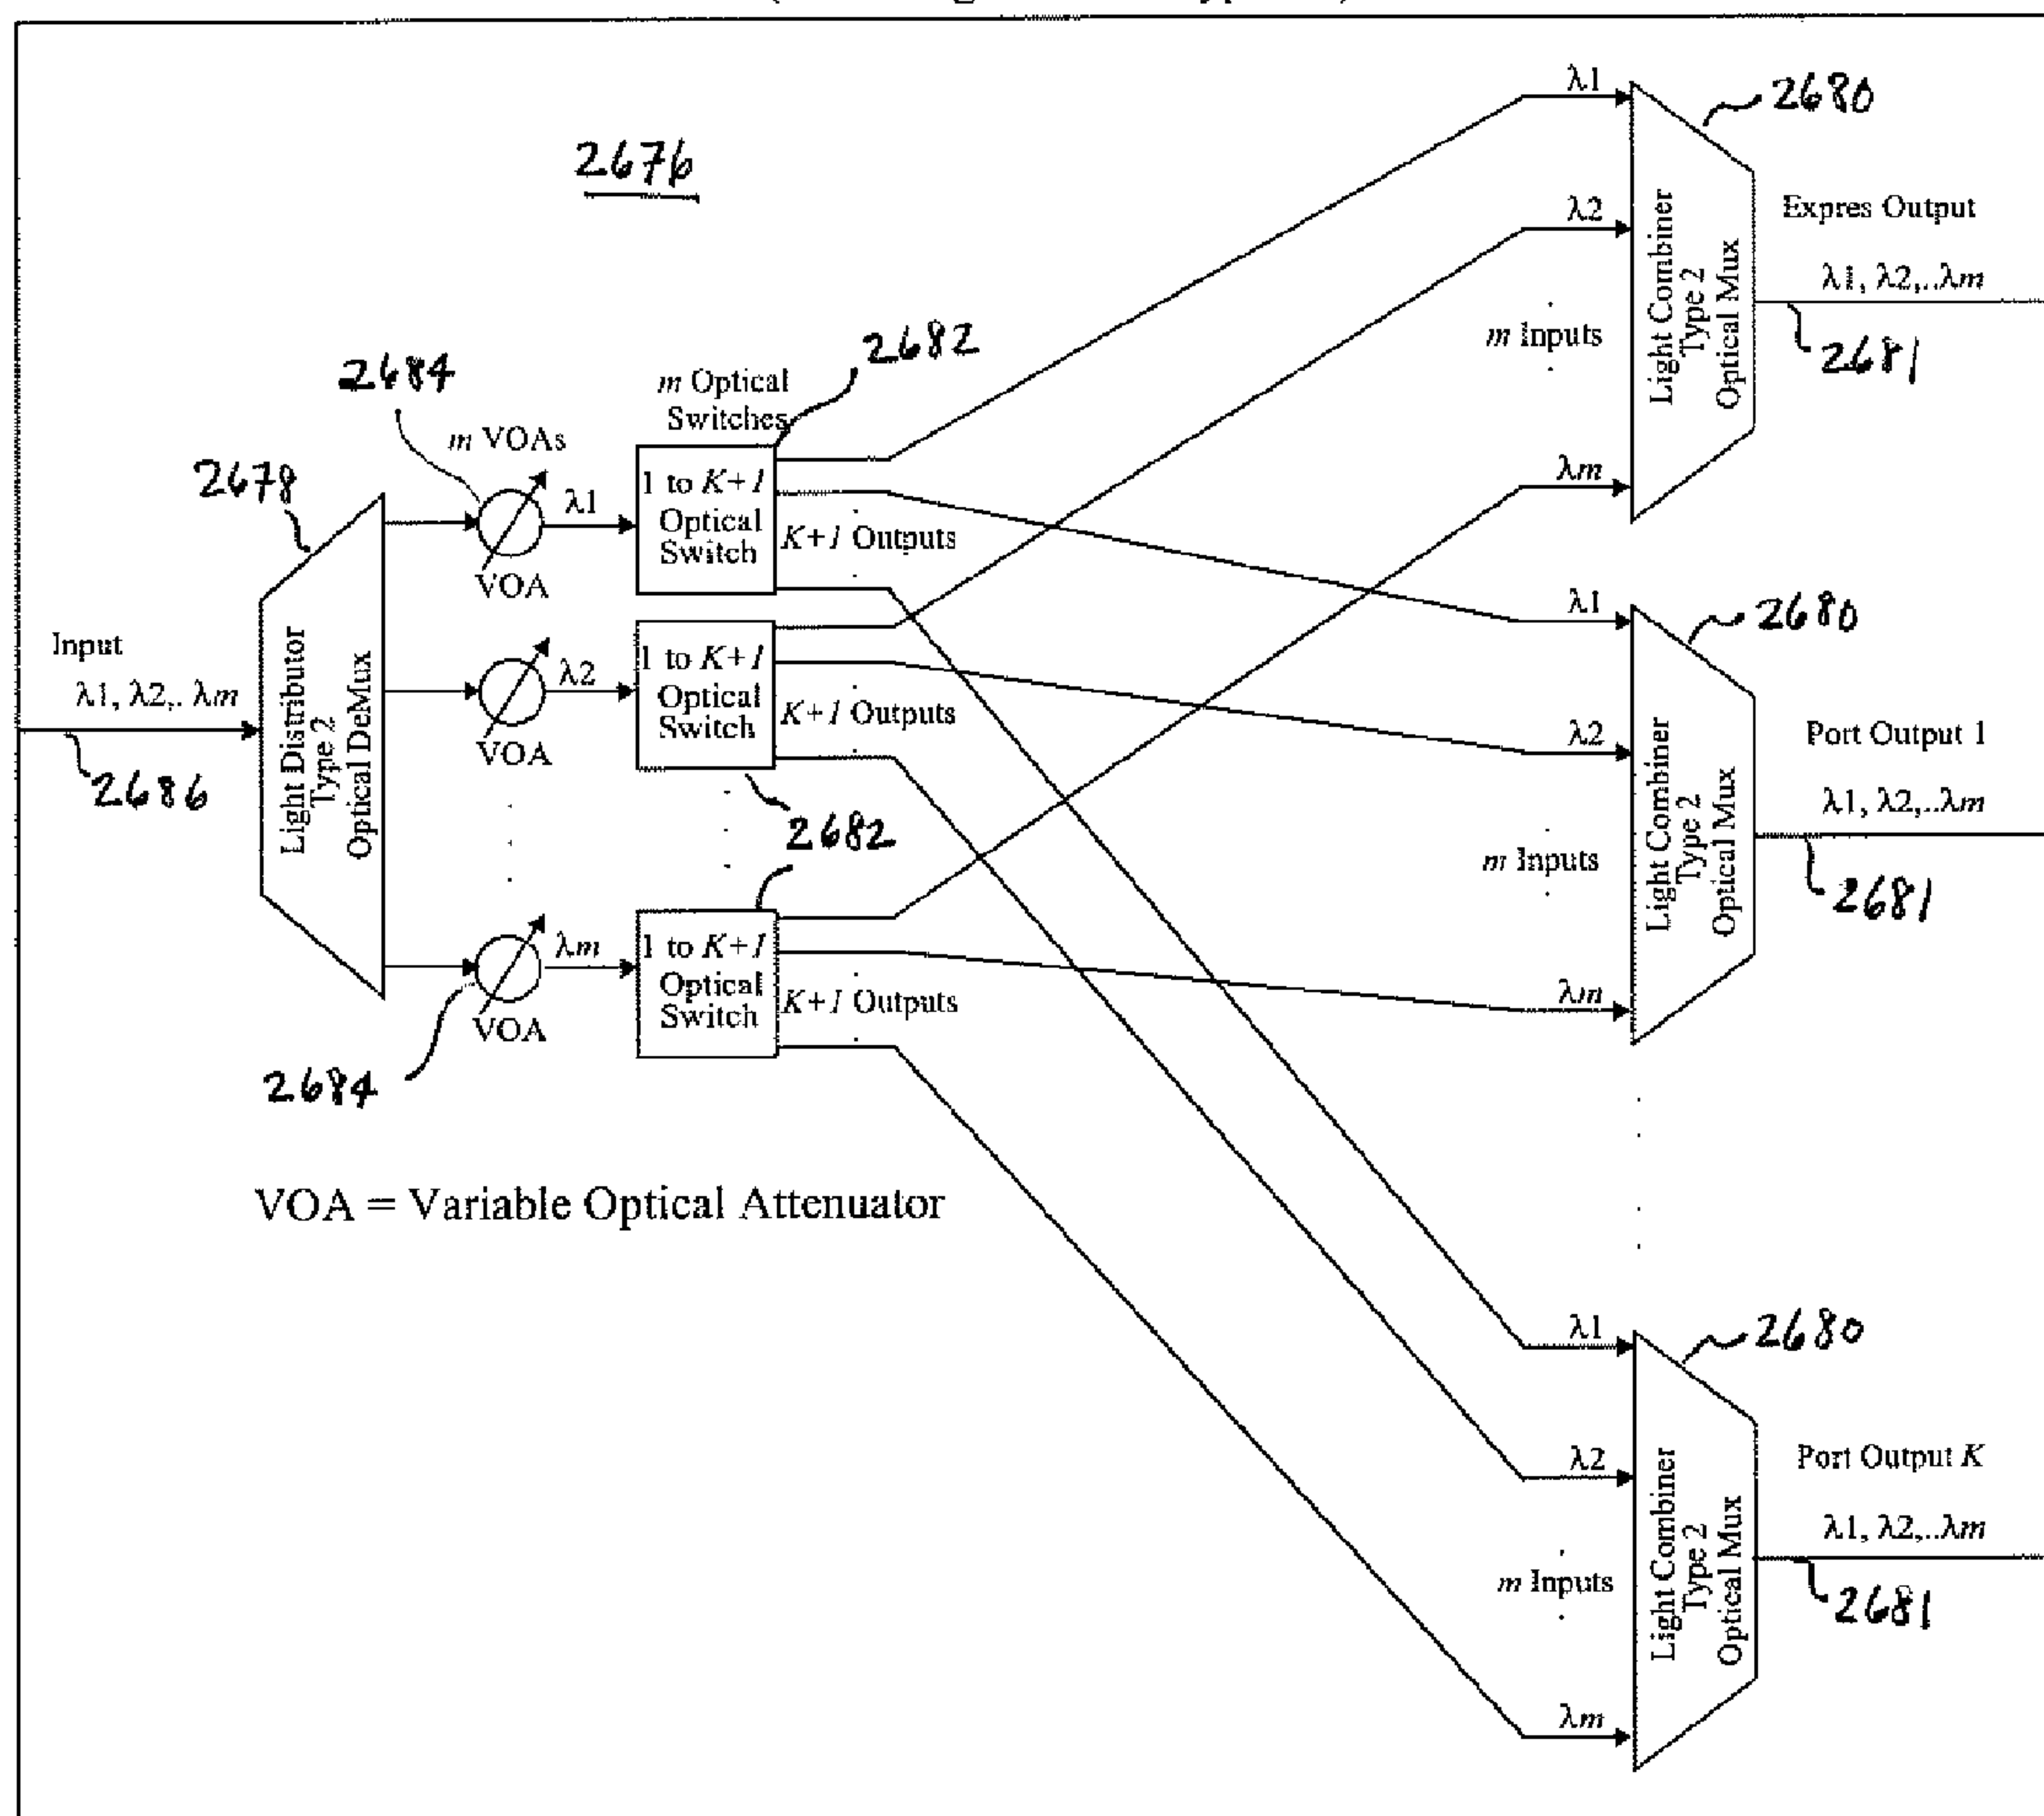 λ1
2680
2676
λ2
Expres Output
Light Combiner
Type 2
Optical Mux
λ1, λ2,..λm
m Inputs
2681
2682
2684
m Optical
Switches
m VOAs
λm
2678
λ1
1 to K+1
Optical
Switch
K+1 Outputs
VOA
λ1
2680
Input
λ1, λ2,. λm
2686
Light Distributor
Type 2
Optical DeMux
λ2
1 to K+1
Optical
Switch
K+1 Outputs
VOA
λ2
Port Output 1
λ1, λ2,..λm
Light Combiner
Type 2
Optical Mux
m Inputs
2681
2682
2682
λm
1 to K+1
Optical
Switch
K+1 Outputs
VOA
λm
2684
VOA = Variable Optical Attenuator
λ1
2680
λ2
Port Output K
Light Combiner
Type 2
Optical Mux
λ1, λ2,..λm
m Inputs
2681
λm